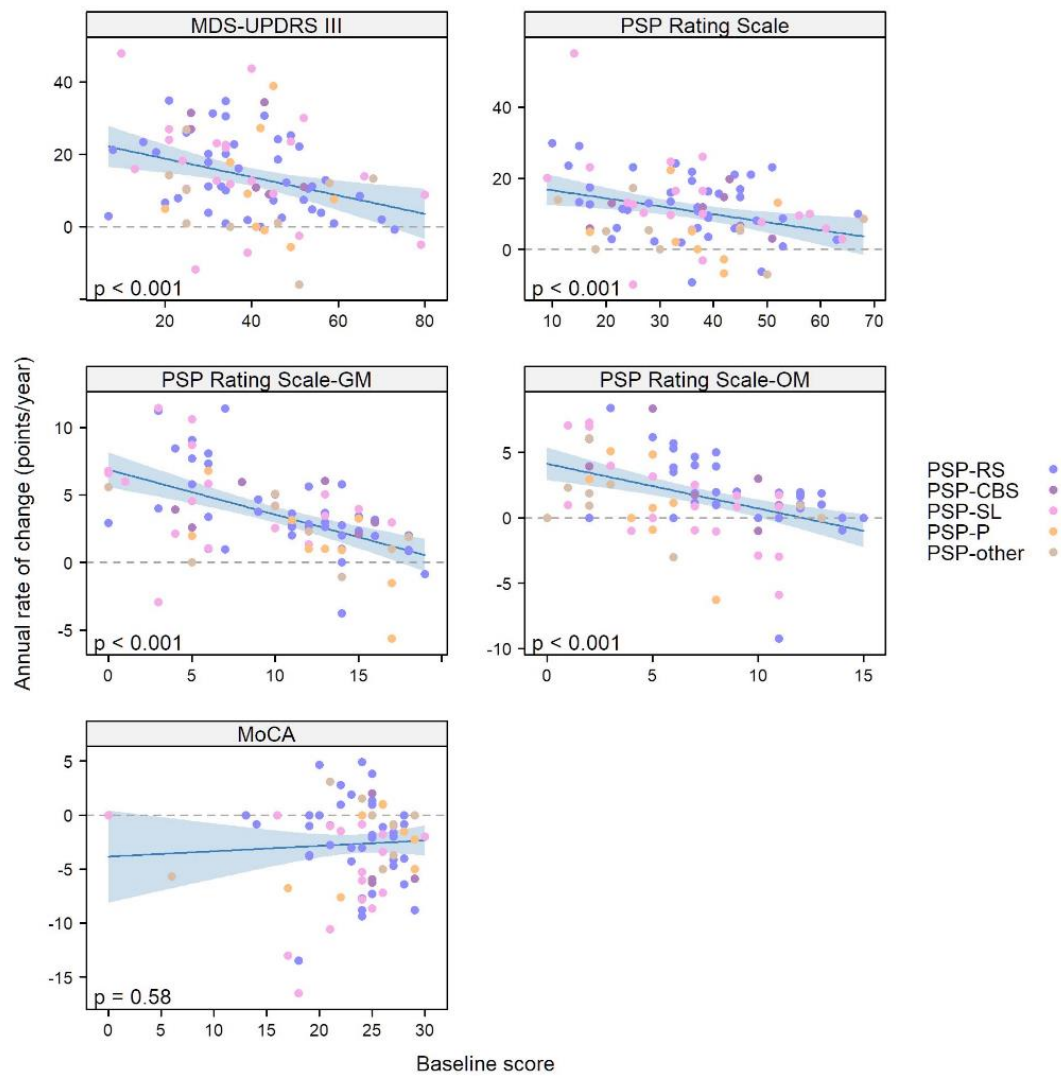 MDS-UPDRS III
40
20
0
p < 0.001
20 40 60 80
PSP Rating Scale
60
40
20
0
p < 0.001
10 20 30 40 50 60 70
Annual rate of change (points/year)
PSP Rating Scale-GM
10
5
0
-5
p < 0.001
0 5 10 15
PSP Rating Scale-OM
5
0
-5
-10
p < 0.001
0 5 10 15
PSP-RS
PSP-CBS
PSP-SL
PSP-P
PSP-other
MoCA
5
0
-5
-10
-15
p = 0.58
0 5 10 15 20 25 30
Baseline score